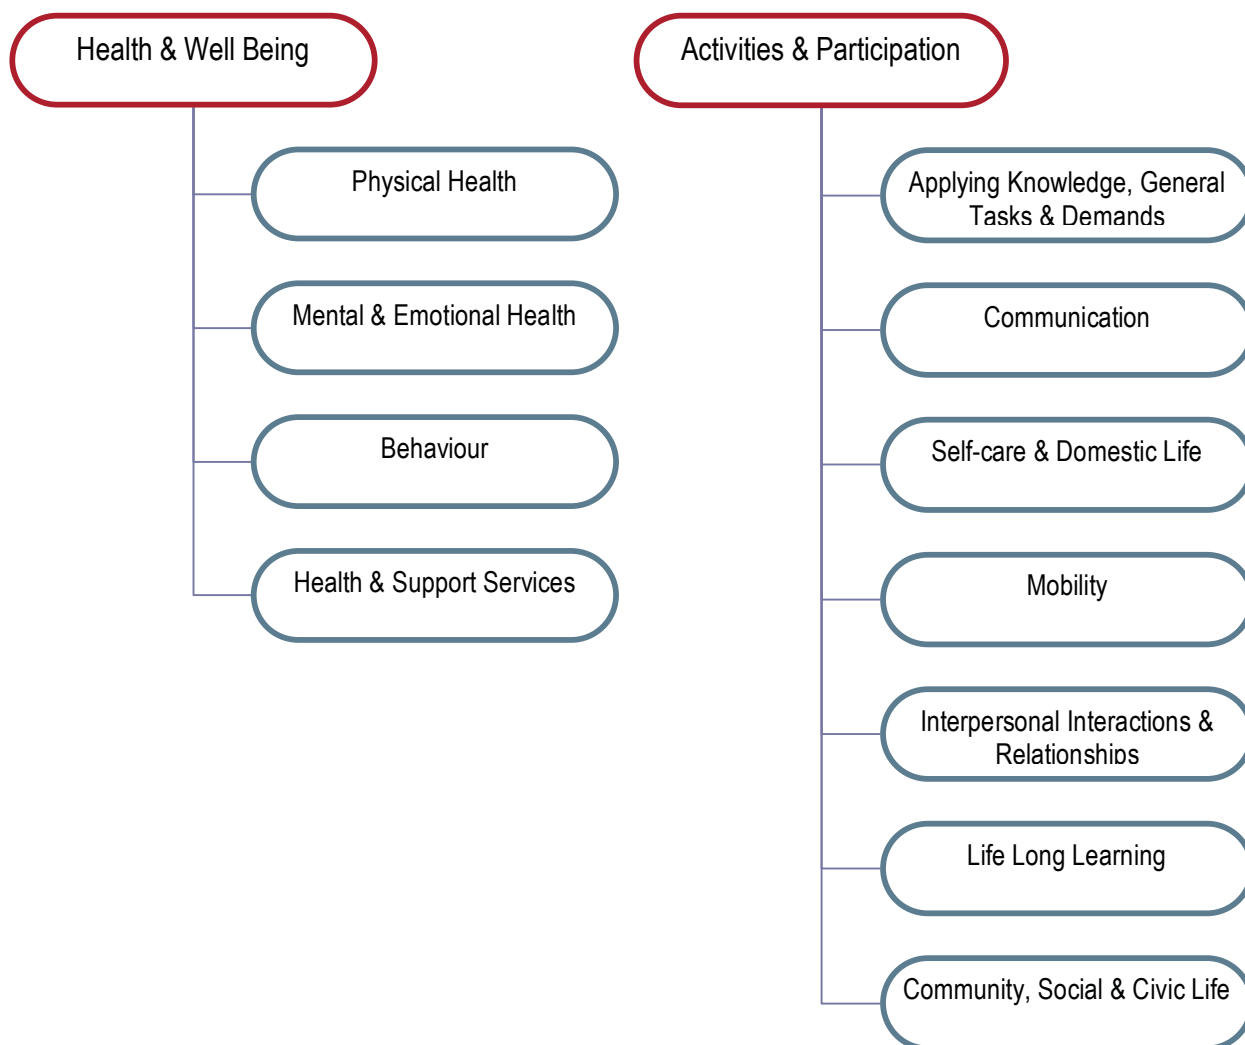 Health & Well Being
Physical Health
Mental & Emotional Health
Behaviour
Health & Support Services
Activities & Participation
Applying Knowledge, General
Tasks & Demands
Communication
Self-care & Domestic Life
Mobility
Interpersonal Interactions &
Relationships
Life Long Learning
Community, Social & Civic Life